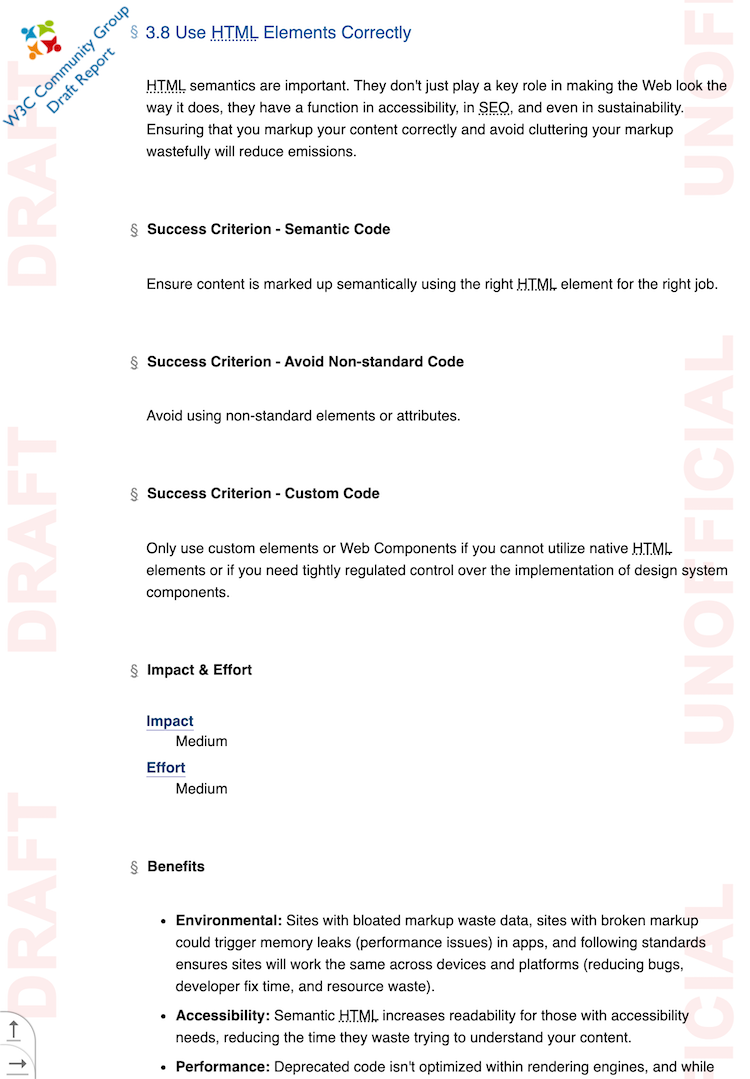 W3C Community Group
Draft Report
§ 3.8 Use HTML Elements Correctly
HTML semantics are important. They don't just play a key role in making the Web look the
way it does, they have a function in accessibility, in SEO, and even in sustainability.
Ensuring that you markup your content correctly and avoid cluttering your markup
wastefully will reduce emissions.
§ Success Criterion - Semantic Code
Ensure content is marked up semantically using the right HTML element for the right job.
§ Success Criterion - Avoid Non-standard Code
Avoid using non-standard elements or attributes.
§ Success Criterion - Custom Code
Only use custom elements or Web Components if you cannot utilize native HTML
elements or if you need tightly regulated control over the implementation of design system
components.
§ Impact & Effort
Impact
Medium
Effort
Medium
§ Benefits
• Environmental: Sites with bloated markup waste data, sites with broken markup
could trigger memory leaks (performance issues) in apps, and following standards
ensures sites will work the same across devices and platforms (reducing bugs,
developer fix time, and resource waste).
• Accessibility: Semantic HTML increases readability for those with accessibility
needs, reducing the time they waste trying to understand your content.
• Performance: Deprecated code isn't optimized within rendering engines, and while
↑
→
DRAFT
DRAFT
DRAFT
UNOFFI
UNOFFICIAL
CIAL